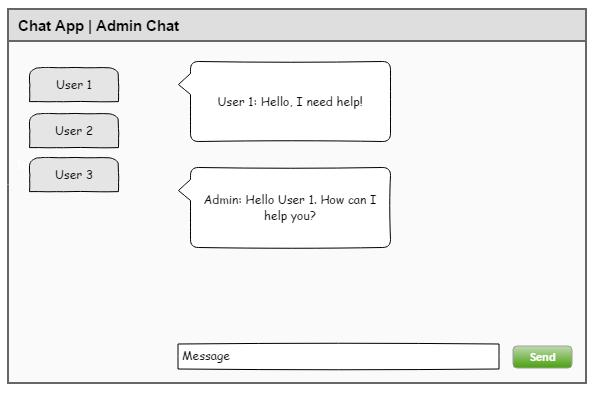 Chat App | Admin Chat
User 1
User 2
User 3
User 1: Hello, I need help!
Admin: Hello User 1. How can I
help you?
Message
Send